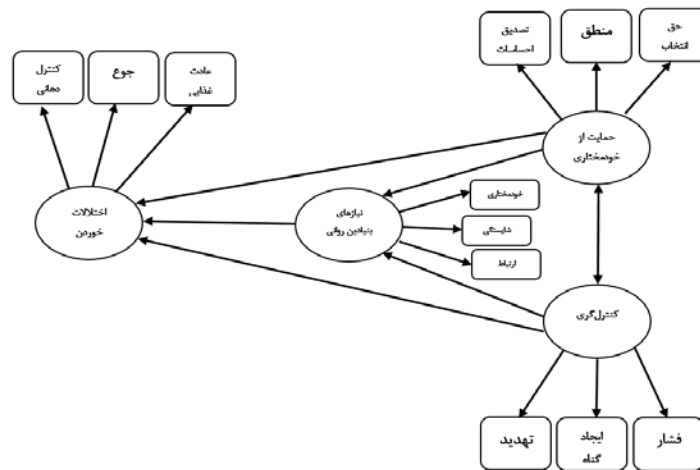 حق
انتخاب
منطق
تصدیق
احساسات
عادت
غذایی
جوع
کنترل
دهانی
حمایت از
خودمختاری
خودمختاری
شایستگی
ارتباط
نیازهای
بنیادین روانی
اختلالات
خوردن
کنترل‌گری
فشار
ایجاد
گناه
تهدید